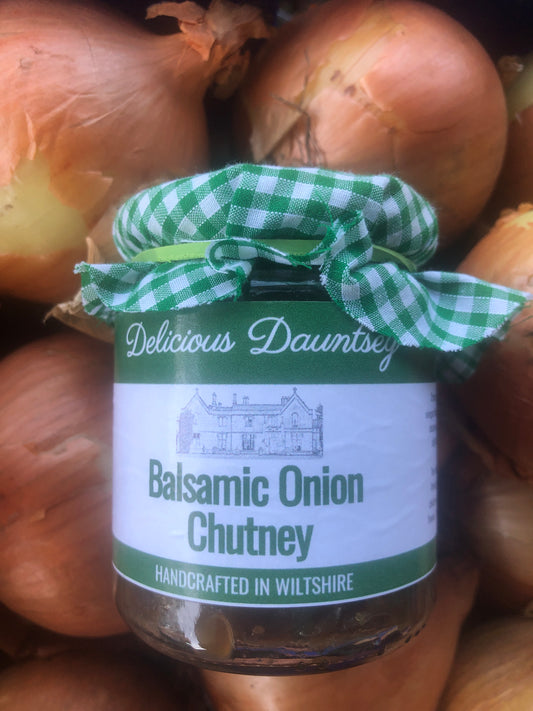 Delicious Dauntsey
Balsamic Onion
Chutney
HANDCRAFTED IN WILTSHIRE